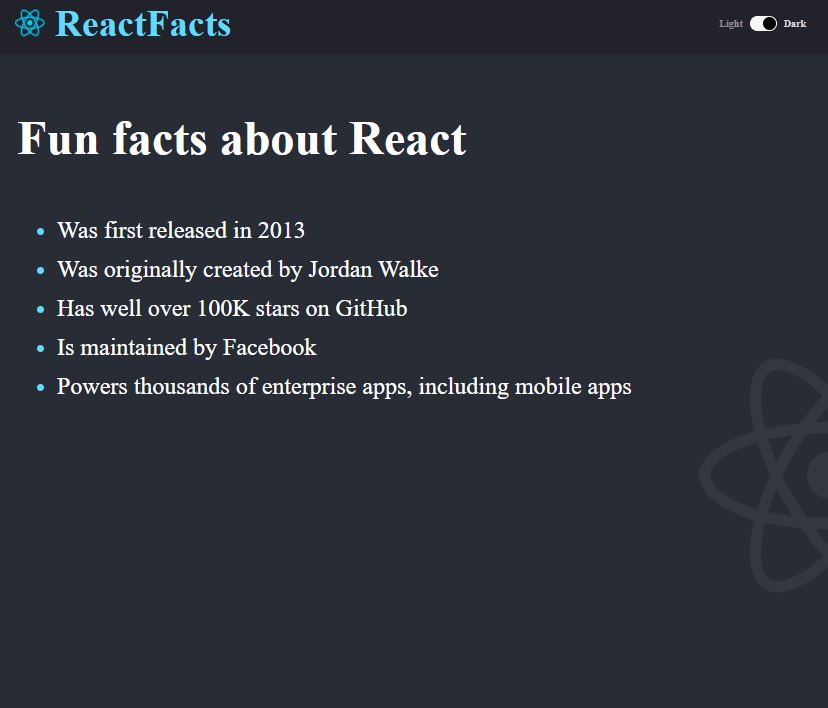 ReactFacts
Light Dark
Fun facts about React
Was first released in 2013
Was originally created by Jordan Walke
Has well over 100K stars on GitHub
Is maintained by Facebook
Powers thousands of enterprise apps, including mobile apps